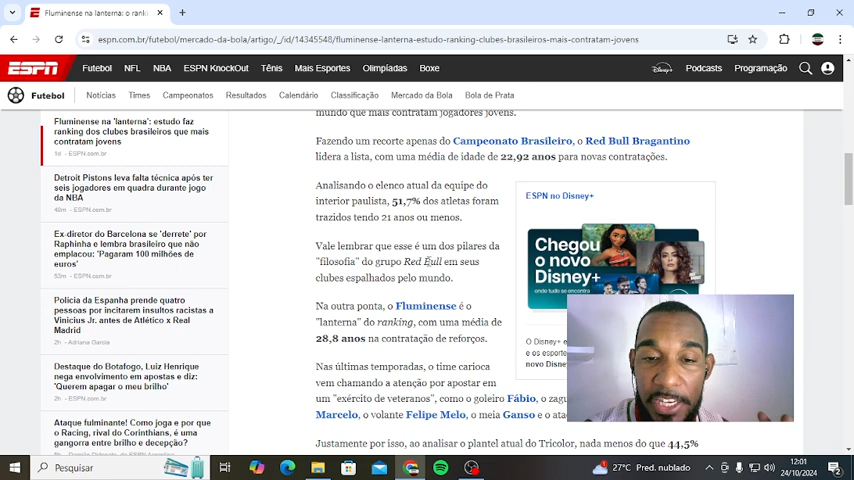 Fluminense na lanterna: o ranki
espn.com.br/futebol/mercado-da-bola/artigo/_/id/14345548/fluminense-lanterna-estudo-ranking-clubes-brasileiros-mais-contratam-jovens
ESPN Futebol NFL NBA ESPN KnockOut Tênis Mais Esportes Olimpíadas Boxe Disney+ Podcasts Programação
Futebol Notícias Times Campeonatos Resultados Calendário Classificação Mercado da Bola Bola de Prata
Fluminense na 'lanterna': estudo faz
ranking dos clubes brasileiros que mais
contratam jovens
1d - ESPN.com.br
Detroit Pistons leva falta técnica após ter
seis jogadores em quadra durante jogo
da NBA
48m - ESPN.com.br
Ex-diretor do Barcelona se 'derrete' por
Raphinha e lembra brasileiro que não
emplacou: 'Pagaram 100 milhões de
euros'
53m - ESPN.com.br
Polícia da Espanha prende quatro
pessoas por incitarem insultos racistas a
Vinicius Jr. antes de Atlético x Real
Madrid
2h - Adriana Garcia
Destaque do Botafogo, Luiz Henrique
nega envolvimento em apostas e diz:
'Querem apagar o meu brilho'
2h - ESPN.com.br
Ataque fulminante! Como joga e por que
o Racing, rival do Corinthians, é uma
gangorra entre brilho e decepção?
mundo que mais contratam jogadores jovens.
Fazendo um recorte apenas do Campeonato Brasileiro, o Red Bull Bragantino
lidera a lista, com uma média de idade de 22,92 anos para novas contratações.
Analisando o elenco atual da equipe do
interior paulista, 51,7% dos atletas foram
trazidos tendo 21 anos ou menos.
Vale lembrar que esse é um dos pilares da
"filosofia" do grupo Red Bull em seus
clubes espalhados pelo mundo.
Na outra ponta, o Fluminense é o
"lanterna" do ranking, com uma média de
28,8 anos na contratação de reforços.
Nas últimas temporadas, o time carioca
vem chamando a atenção por apostar em
um "exército de veteranos", como o goleiro Fábio, o zag
Marcelo, o volante Felipe Melo, o meia Ganso e o ata
Justamente por isso, ao analisar o plantel atual do Tricolor, nada menos do que 44,5%
ESPN no Disney+
Chegou
o novo
Disney+
onde tudo se conecta
O Disney+ e
e os esporte
novo Disney
Pesquisar
27°C Pred. nublado
12:01
24/10/2024
2